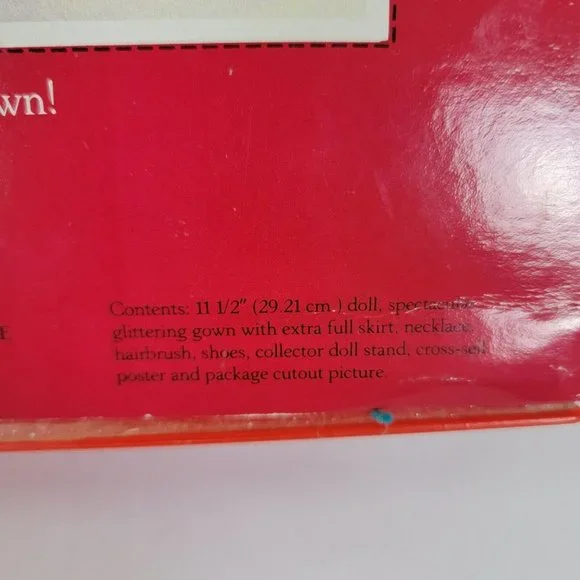 wn!
Contents: 11 1/2" (29.21 cm.) doll, spectacular
glittering gown with extra full skirt, necklace,
hairbrush, shoes, collector doll stand, cross-sell
poster and package cutout picture.